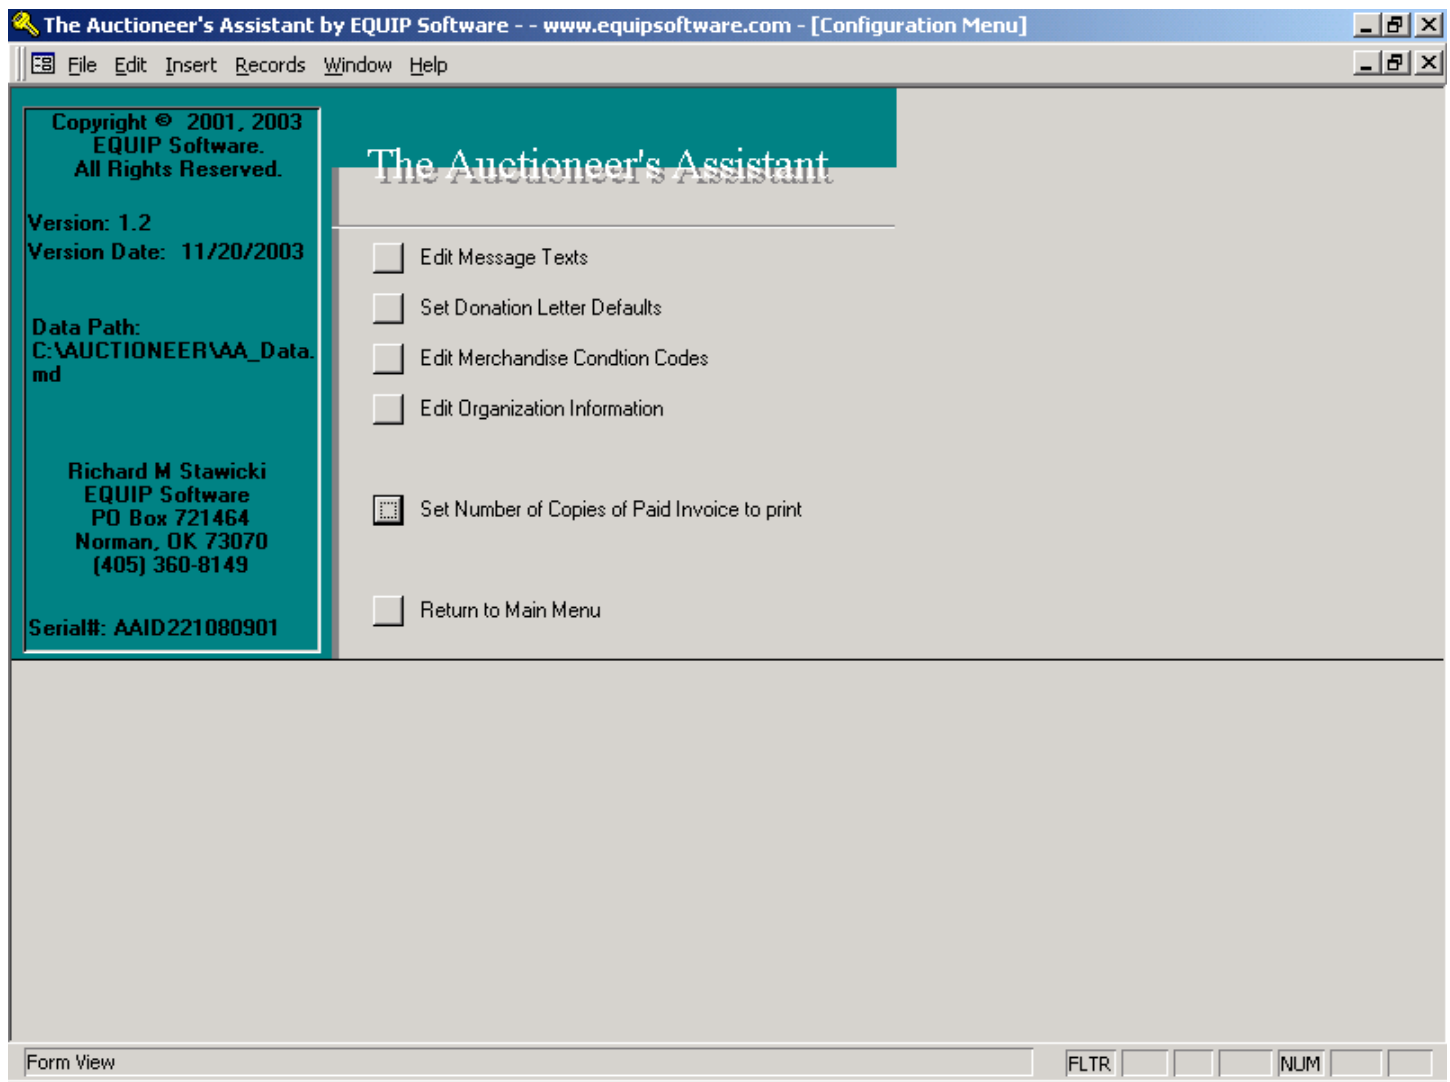 The Auctioneer's Assistant by EQUIP Software - - www.equipsoftware.com - [Configuration Menu]
File Edit Insert Records Window Help
Copyright © 2001, 2003
EQUIP Software.
All Rights Reserved.
Version: 1.2
Version Date: 11/20/2003
Data Path:
C:\AUCTIONEER\AA_Data.
md
Richard M Stawicki
EQUIP Software
PO Box 721464
Norman, OK 73070
(405) 360-8149
Serial#: AAID221080901
The Auctioneer's Assistant
Edit Message Texts
Set Donation Letter Defaults
Edit Merchandise Condtion Codes
Edit Organization Information
Set Number of Copies of Paid Invoice to print
Return to Main Menu
Form View FLTR NUM